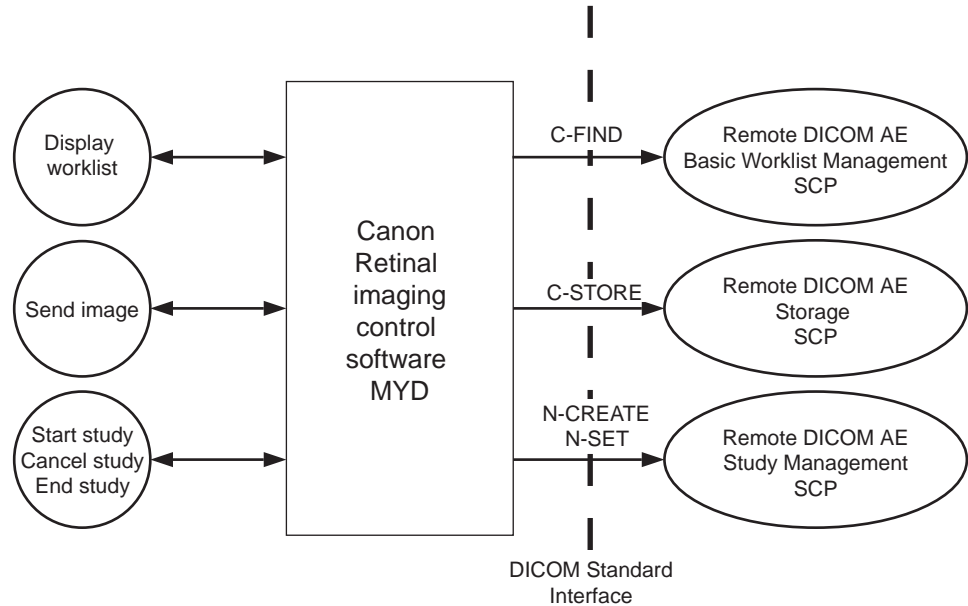 Display
worklist
Send image
Start study
Cancel study
End study
Canon
Retinal
imaging
control
software
MYD
C-FIND
C-STORE
N-CREATE
N-SET
DICOM Standard
Interface
Remote DICOM AE
Basic Worklist Management
SCP
Remote DICOM AE
Storage
SCP
Remote DICOM AE
Study Management
SCP